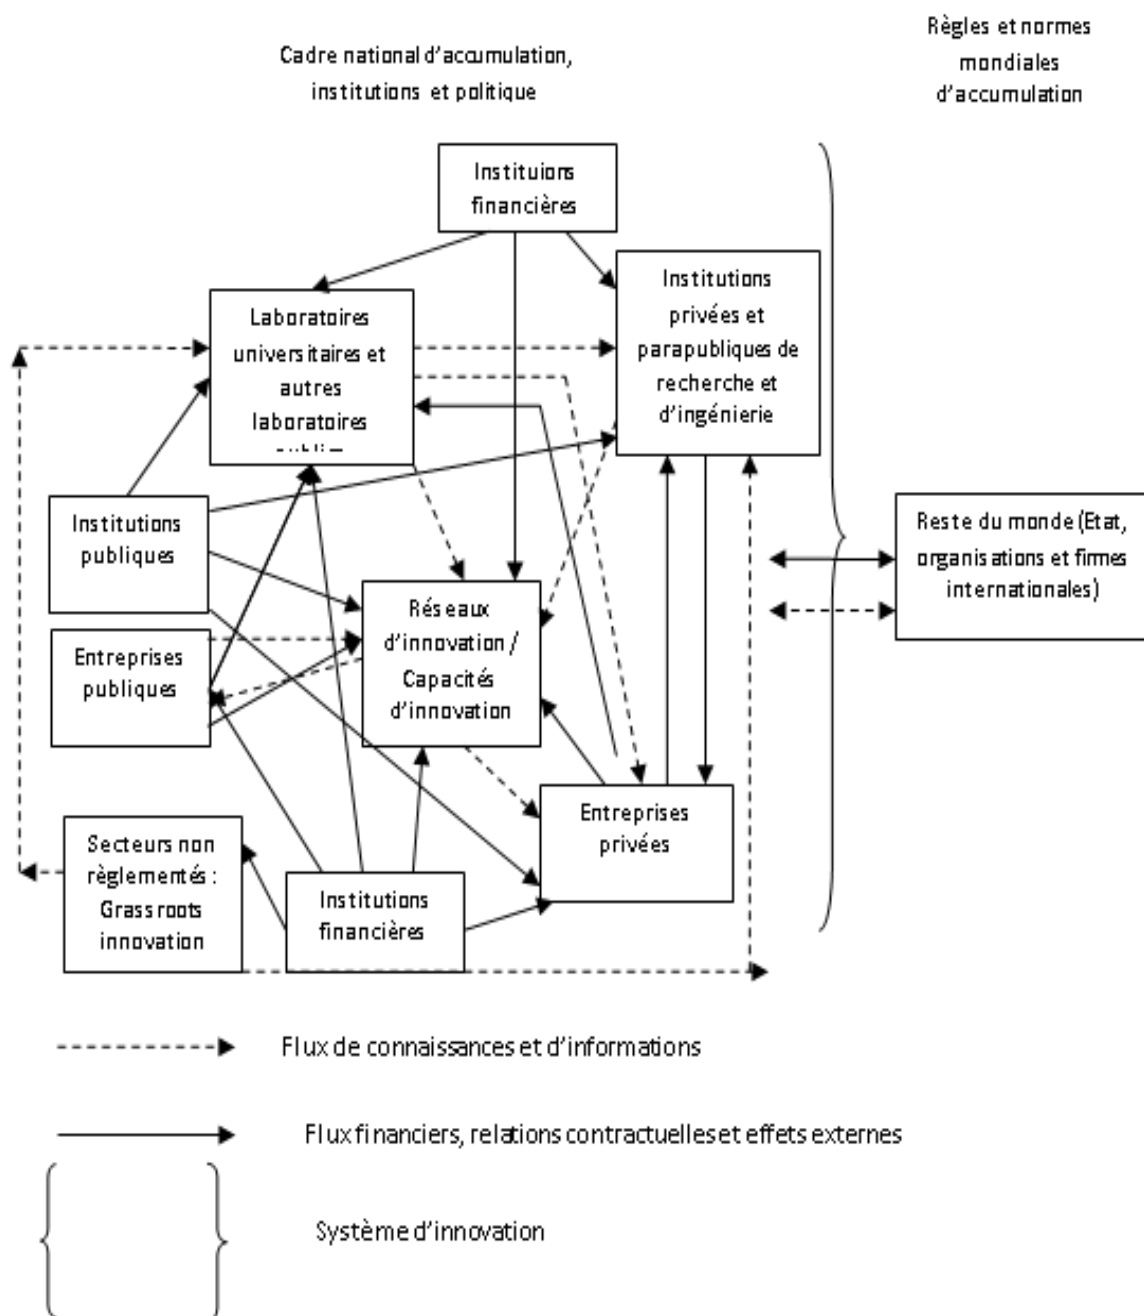 Cadre national d'accumulation,
institutions et politique
Règles et normes
mondiales
d'accumulation
Instituions
financières
Institutions
privées et
parapubliques de
recherche et
d'ingénierie
Laboratoires
universitaires et
autres
laboratoires
Institutions
publiques
Reste du monde (Etat,
organisations et firmes
internationales)
Réseaux
d'innovation /
Capacités
d'innovation
Entreprises
publiques
Entreprises
privées
Secteurs non
règlementés :
Grassroots
innovation
Institutions
financières
Flux de connaissances et d'informations
Flux financiers, relations contractuelles et effets externes
Système d'innovation